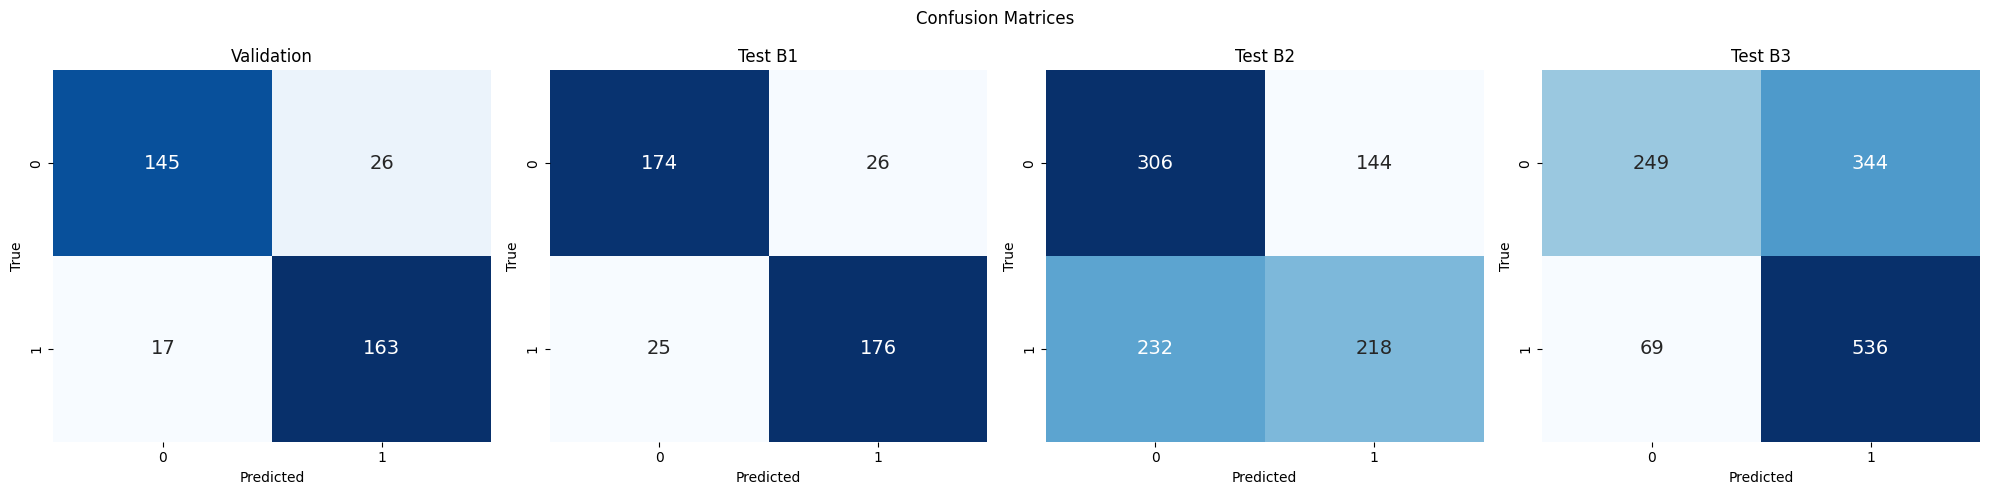 Confusion Matrices
Validation
Test B1
Test B2
Test B3
True
0
1
145
26
17
163
0
1
Predicted
True
0
1
174
26
25
176
0
1
Predicted
True
0
1
306
144
232
218
0
1
Predicted
True
0
1
249
344
69
536
0
1
Predicted